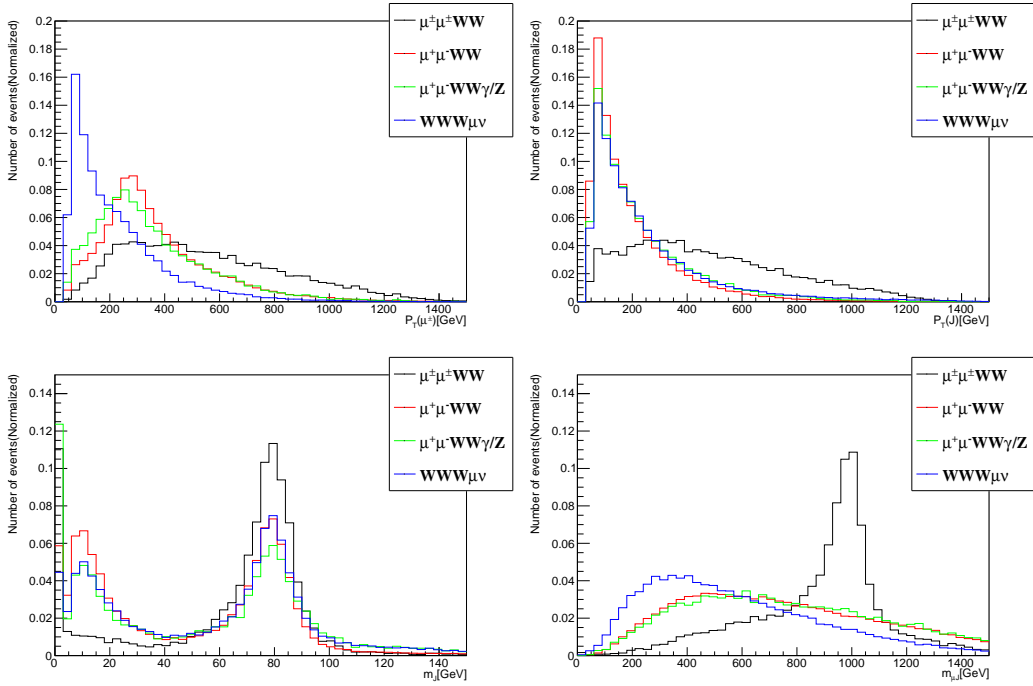 Number of events(Normalized)
0.2
0.18
0.16
0.14
0.12
0.1
0.08
0.06
0.04
0.02
0
0 200 400 600 800 1000 1200 1400
P_T(μ^±)[GeV]
μ^±μ^±WW
μ^+μ^-WW
μ^+μ^-WWγ/Z
WWWμν
Number of events(Normalized)
0.2
0.18
0.16
0.14
0.12
0.1
0.08
0.06
0.04
0.02
0
0 200 400 600 800 1000 1200 1400
P_T(J)[GeV]
μ^±μ^±WW
μ^+μ^-WW
μ^+μ^-WWγ/Z
WWWμν
Number of events(Normalized)
0.14
0.12
0.1
0.08
0.06
0.04
0.02
0
0 20 40 60 80 100 120 140
m_J[GeV]
μ^±μ^±WW
μ^+μ^-WW
μ^+μ^-WWγ/Z
WWWμν
Number of events(Normalized)
0.14
0.12
0.1
0.08
0.06
0.04
0.02
0
0 200 400 600 800 1000 1200 1400
m_μJ[GeV]
μ^±μ^±WW
μ^+μ^-WW
μ^+μ^-WWγ/Z
WWWμν